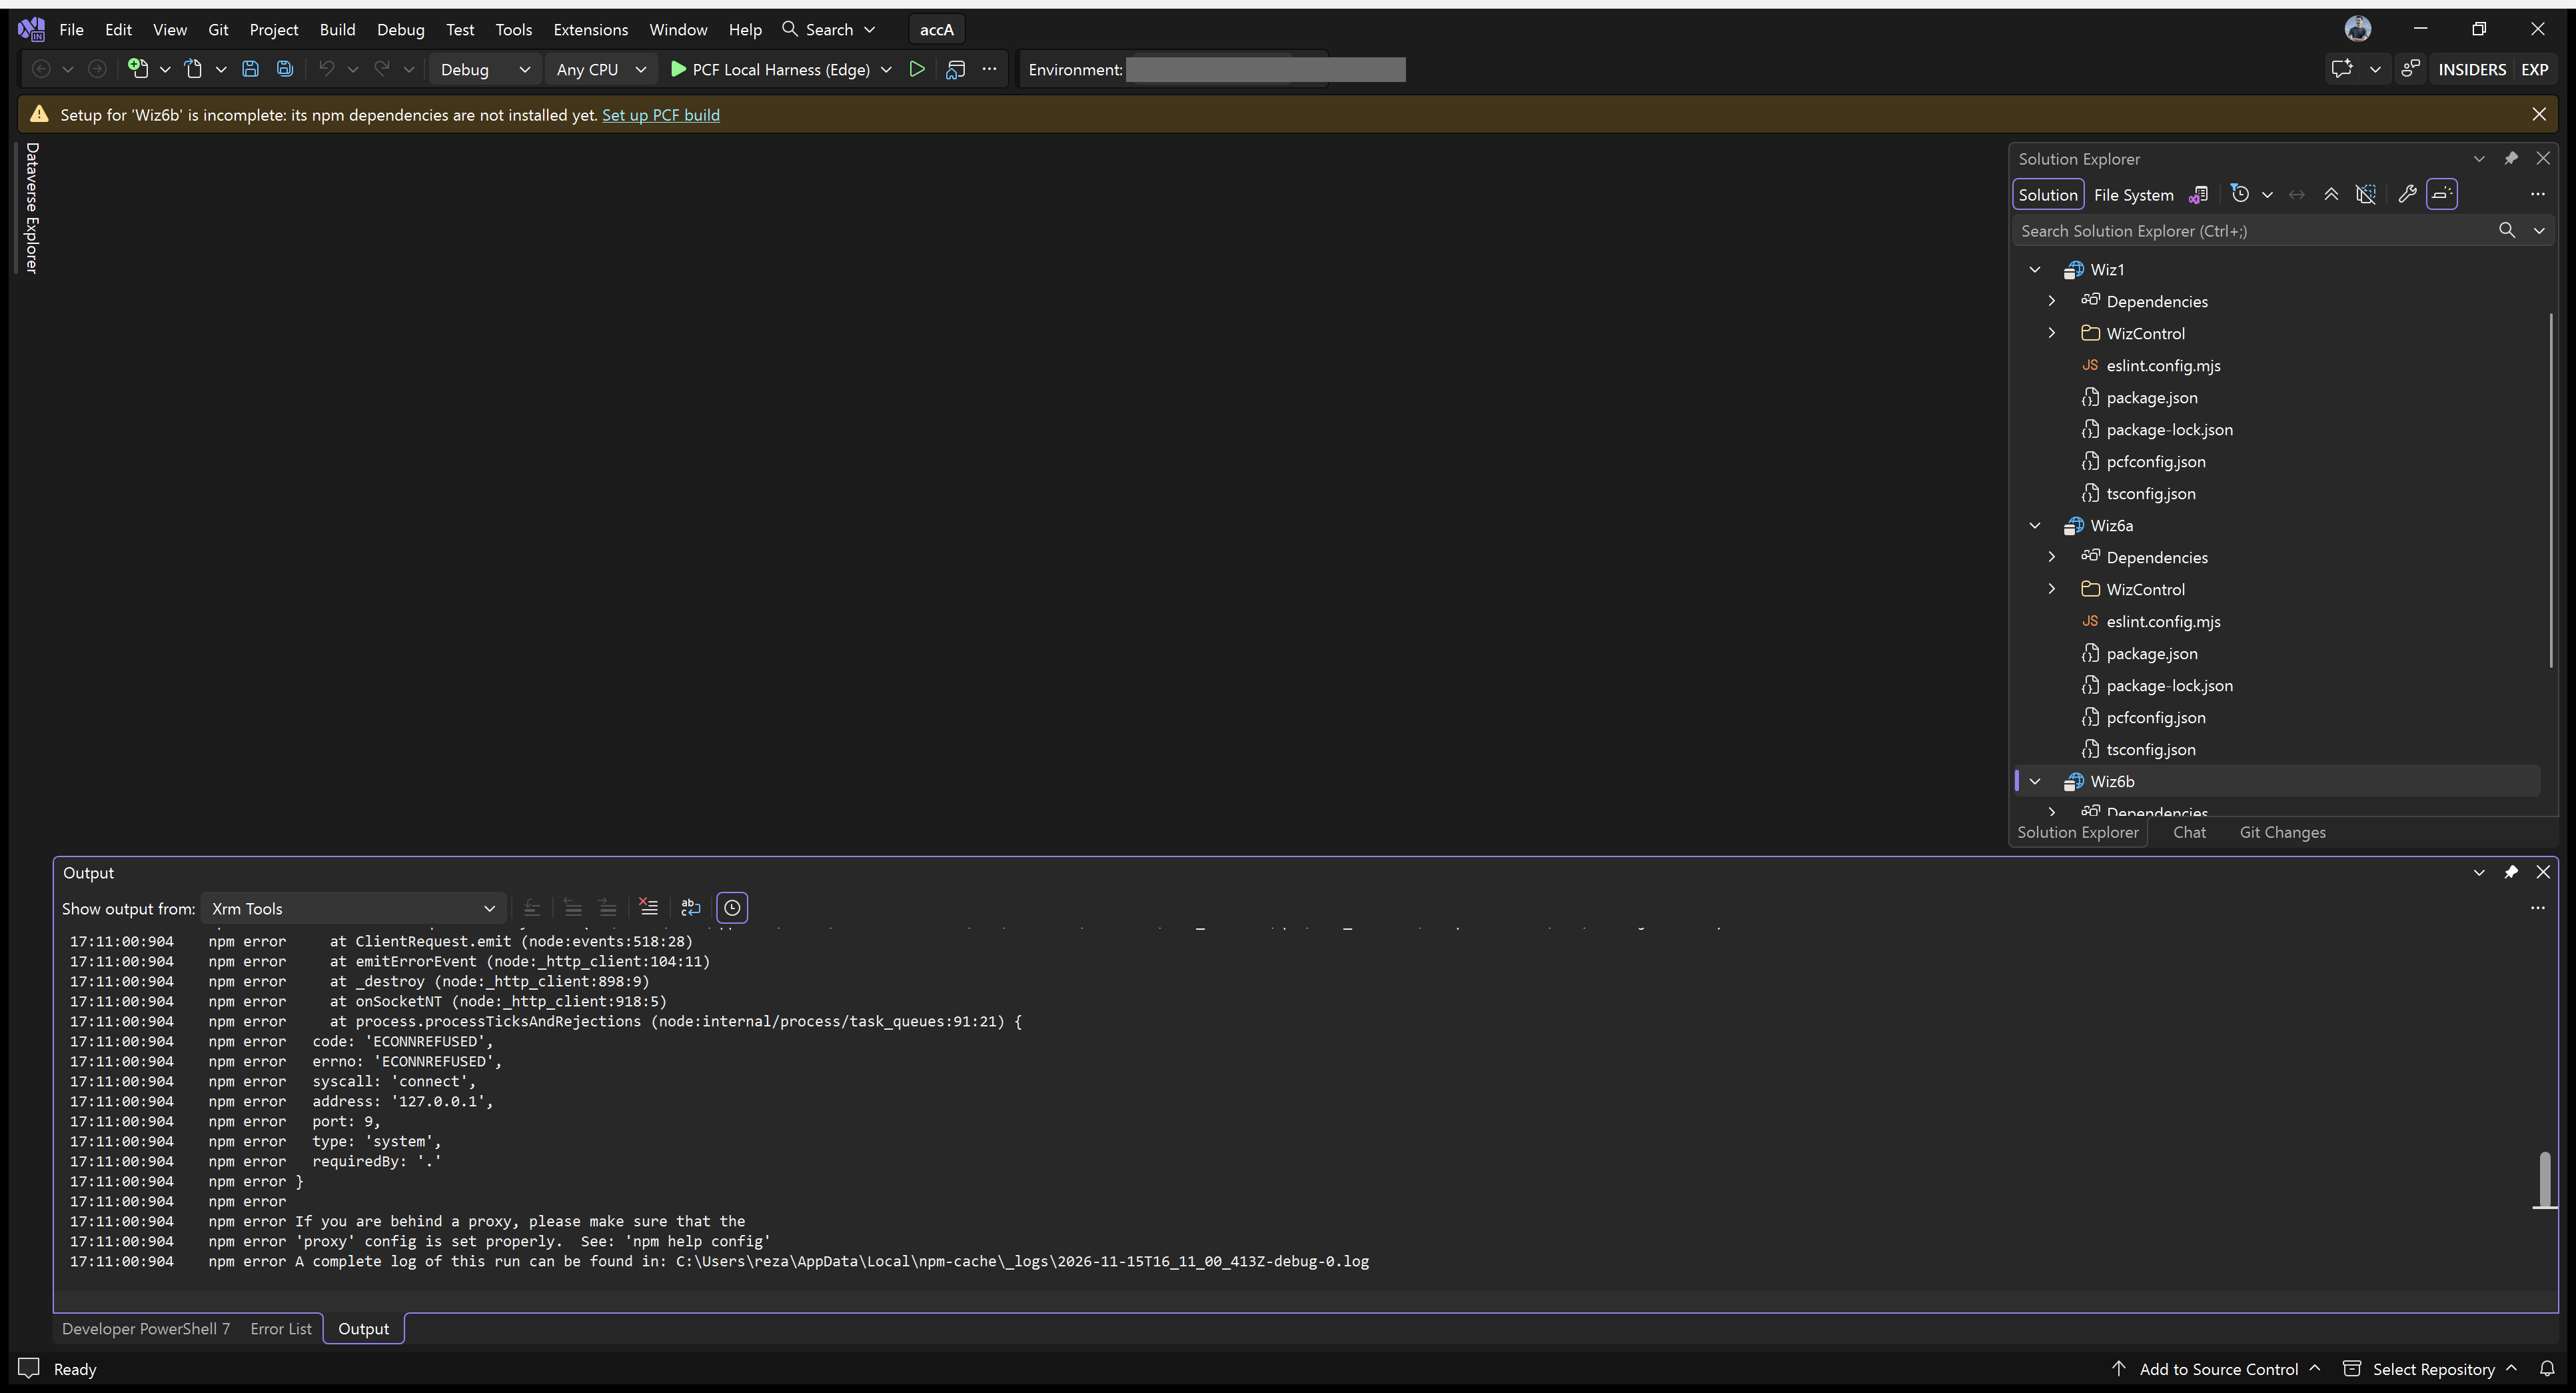 File Edit View Git Project Build Debug Test Tools Extensions Window Help Search accA
Debug Any CPU PCF Local Harness (Edge) Environment: INSIDERS EXP
Setup for 'Wiz6b' is incomplete: its npm dependencies are not installed yet. Set up PCF build
Dataverse Explorer
Solution Explorer
Solution File System
Search Solution Explorer (Ctrl+;)
Wiz1
Dependencies
WizControl
JS eslint.config.mjs
package.json
package-lock.json
pcfconfig.json
tsconfig.json
Wiz6a
Dependencies
WizControl
JS eslint.config.mjs
package.json
package-lock.json
pcfconfig.json
tsconfig.json
Wiz6b
Dependencies
Solution Explorer Chat Git Changes
Output
Show output from: Xrm Tools
17:11:00:904 npm error at ClientRequest.emit (node:events:518:28)
17:11:00:904 npm error at emitErrorEvent (node:_http_client:104:11)
17:11:00:904 npm error at _destroy (node:_http_client:898:9)
17:11:00:904 npm error at onSocketNT (node:_http_client:918:5)
17:11:00:904 npm error at process.processTicksAndRejections (node:internal/process/task_queues:91:21) {
17:11:00:904 npm error code: 'ECONNREFUSED',
17:11:00:904 npm error errno: 'ECONNREFUSED',
17:11:00:904 npm error syscall: 'connect',
17:11:00:904 npm error address: '127.0.0.1',
17:11:00:904 npm error port: 9,
17:11:00:904 npm error type: 'system',
17:11:00:904 npm error requiredBy: '.'
17:11:00:904 npm error }
17:11:00:904 npm error
17:11:00:904 npm error If you are behind a proxy, please make sure that the
17:11:00:904 npm error 'proxy' config is set properly. See: 'npm help config'
17:11:00:904 npm error A complete log of this run can be found in: C:\Users\reza\AppData\Local\npm-cache\_logs\2026-11-15T16_11_00_413Z-debug-0.log
Developer PowerShell 7 Error List Output
Ready Add to Source Control Select Repository